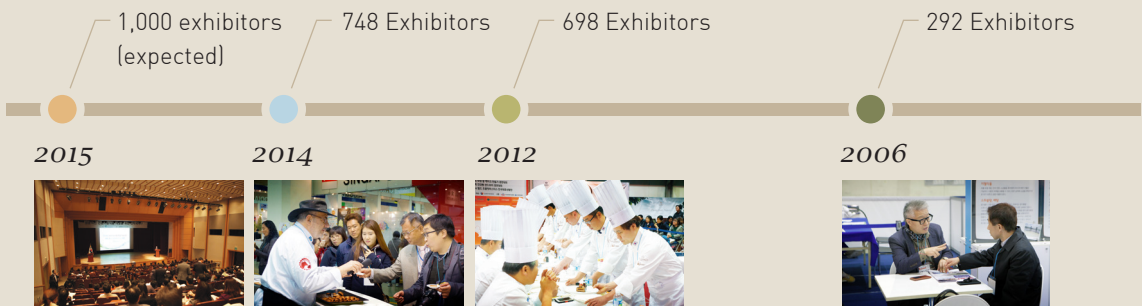 1,000 exhibitors
(expected)
748 Exhibitors
698 Exhibitors
292 Exhibitors
2015
2014
2012
2006